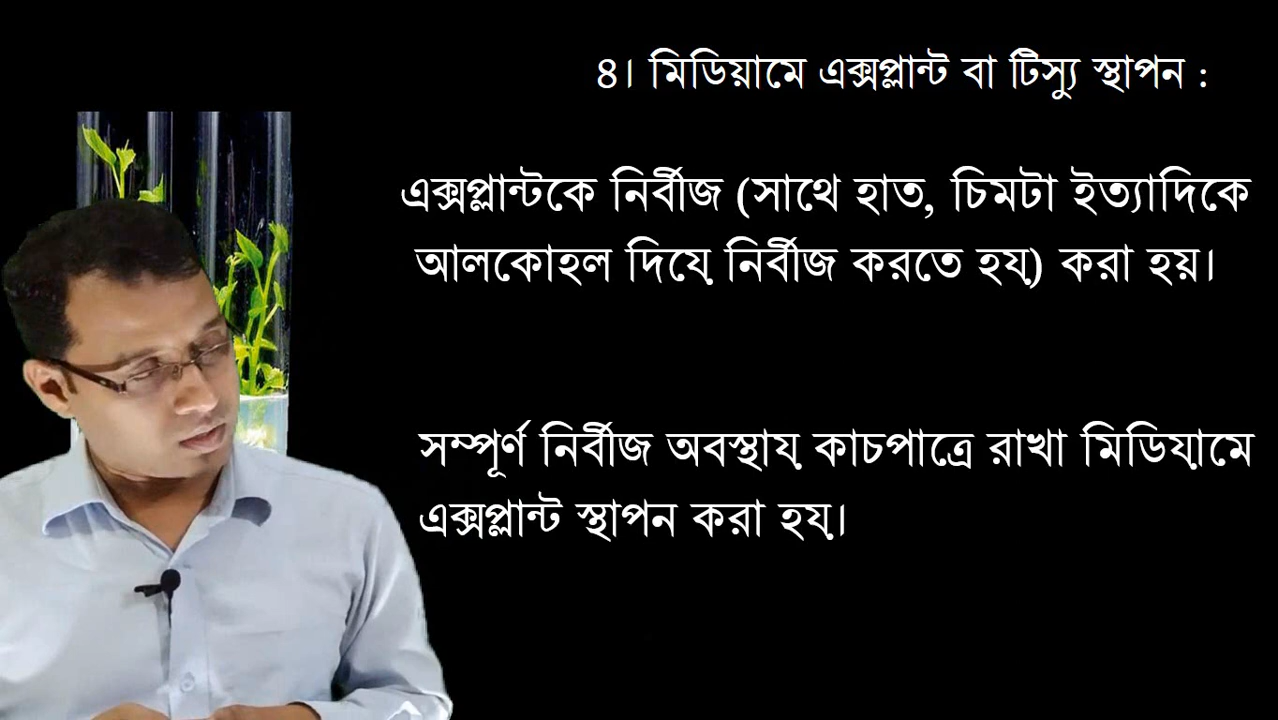 ৪। মিডিয়ামে এক্সপ্লান্ট বা টিস্যু স্থাপন :
এক্সপ্লান্টকে নির্বীজ (সাথে হাত, চিমটা ইত্যাদিকে
আলকোহল দিয়ে নির্বীজ করতে হয়) করা হয়।
সম্পূর্ণ নির্বীজ অবস্থায় কাচপাত্রে রাখা মিডিয়ামে
এক্সপ্লান্ট স্থাপন করা হয়।